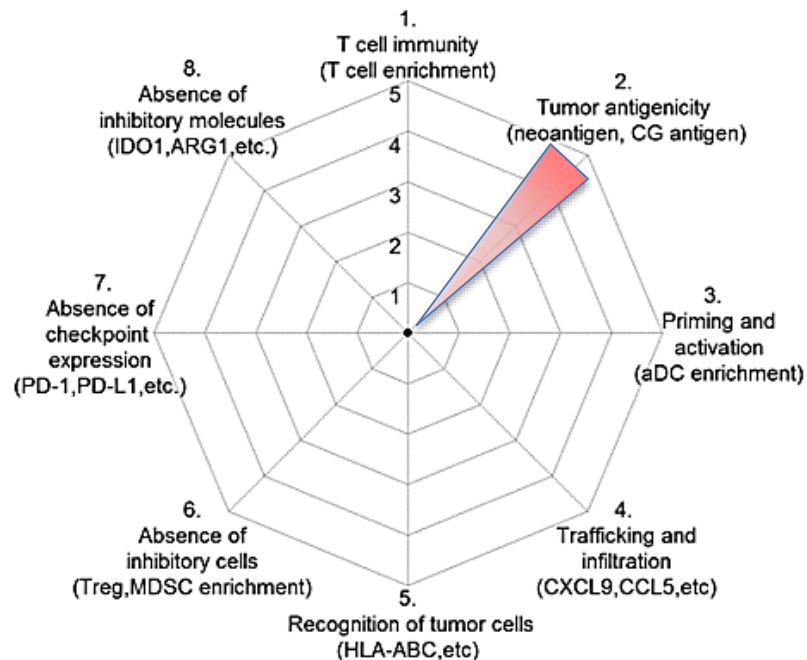 1.
T cell immunity
(T cell enrichment)
2.
Tumor antigenicity
(neoantigen, CG antigen)
3.
Priming and
activation
(aDC enrichment)
4.
Trafficking and
infiltration
(CXCL9,CCL5,etc)
5.
Recognition of tumor cells
(HLA-ABC,etc)
6.
Absence of
inhibitory cells
(Treg,MDSC enrichment)
7.
Absence of
checkpoint
expression
(PD-1,PD-L1,etc.)
8.
Absence of
inhibitory molecules
(IDO1,ARG1,etc.)
5
4
3
2
1